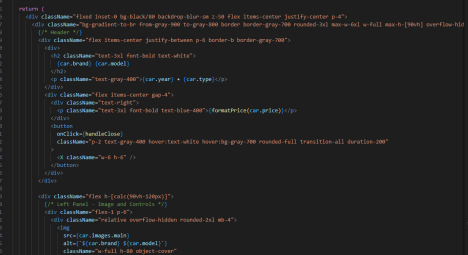 return (
<div className="fixed inset-0 bg-black/80 backdrop-blur-sm z-50 flex items-center justify-center p-4">
<div className="bg-gradient-to-br from-gray-900 to-gray-800 border border-gray-700 rounded-3xl max-w-6xl w-full max-h-[90vh] overflow-hid
{/* Header */}
<div className="flex items-center justify-between p-6 border-b border-gray-700">
<div>
<h2 className="text-3xl font-bold text-white">
{car.brand} {car.model}
</h2>
<p className="text-gray-400">{car.year} • {car.type}</p>
</div>
<div className="flex items-center gap-4">
<div className="text-right">
<p className="text-3xl font-bold text-blue-400">{formatPrice(car.price)}</p>
</div>
<button
onClick={handleClose}
className="p-2 text-gray-400 hover:text-white hover:bg-gray-700 rounded-full transition-all duration-200"
>
<X className="w-6 h-6" />
</button>
</div>
</div>
<div className="flex h-[calc(90vh-120px)]">
{/* Left Panel - Image and Controls */}
<div className="flex-1 p-6">
<div className="relative overflow-hidden rounded-2xl mb-4">
<img
src={car.images.main}
alt={`${car.brand} ${car.model}`}
className="w-full h-80 object-cover"